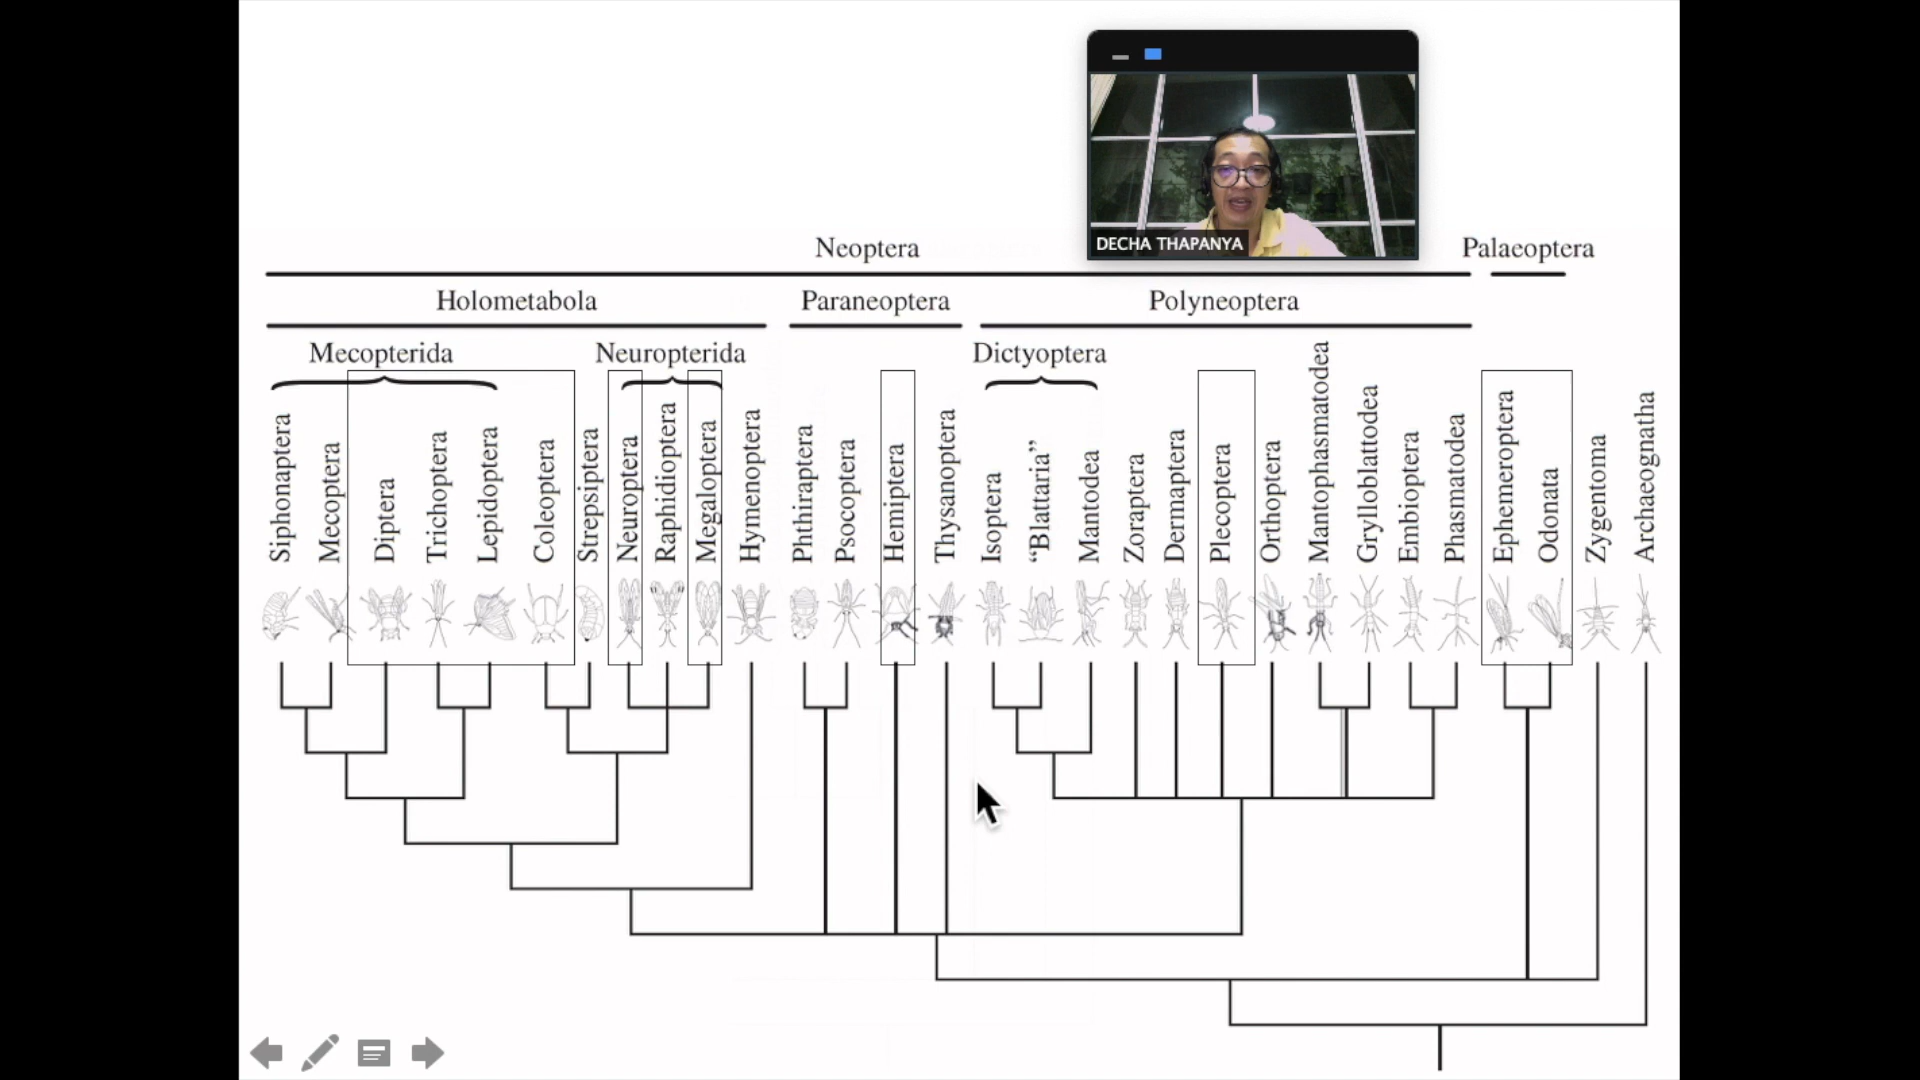 DECHA THAPANYA
Neoptera
Palaeoptera
Holometabola
Paraneoptera
Polyneoptera
Mecopterida
Neuropterida
Dictyoptera
Siphonaptera
Mecoptera
Diptera
Trichoptera
Lepidoptera
Coleoptera
Strepsiptera
Neuroptera
Raphidioptera
Megaloptera
Hymenoptera
Phthiraptera
Psocoptera
Hemiptera
Thysanoptera
Isoptera
“Blattaria”
Mantodea
Zoraptera
Dermaptera
Plecoptera
Orthoptera
Mantophasmatodea
Grylloblattodea
Embioptera
Phasmatodea
Ephemeroptera
Odonata
Zygentoma
Archaeognatha